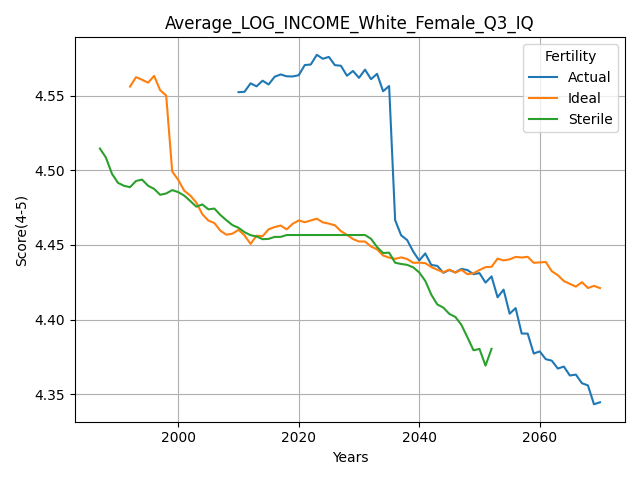 Average_LOG_INCOME_White_Female_Q3_IQ
Fertility
Actual
Ideal
Sterile
Score(4-5)
4.55
4.50
4.45
4.40
4.35
2000
2020
2040
2060
Years